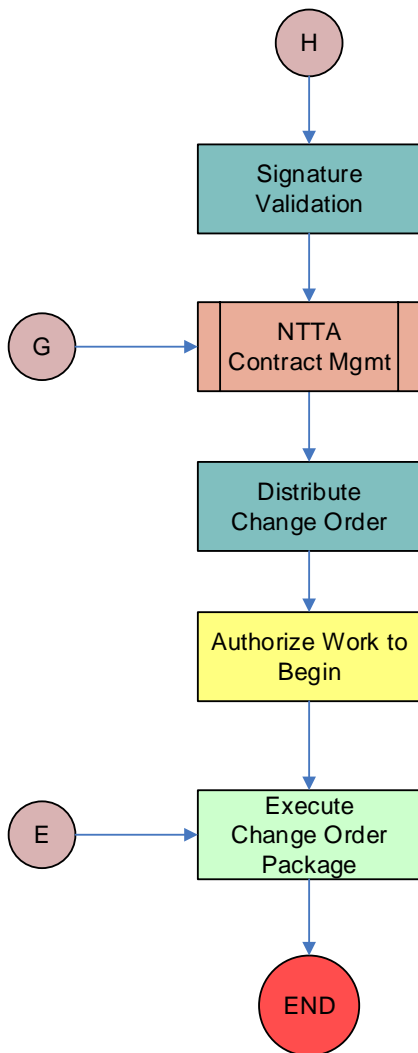 H
Signature
Validation
G
NTTA
Contract Mgmt
Distribute
Change Order
Authorize Work to
Begin
E
Execute
Change Order
Package
END